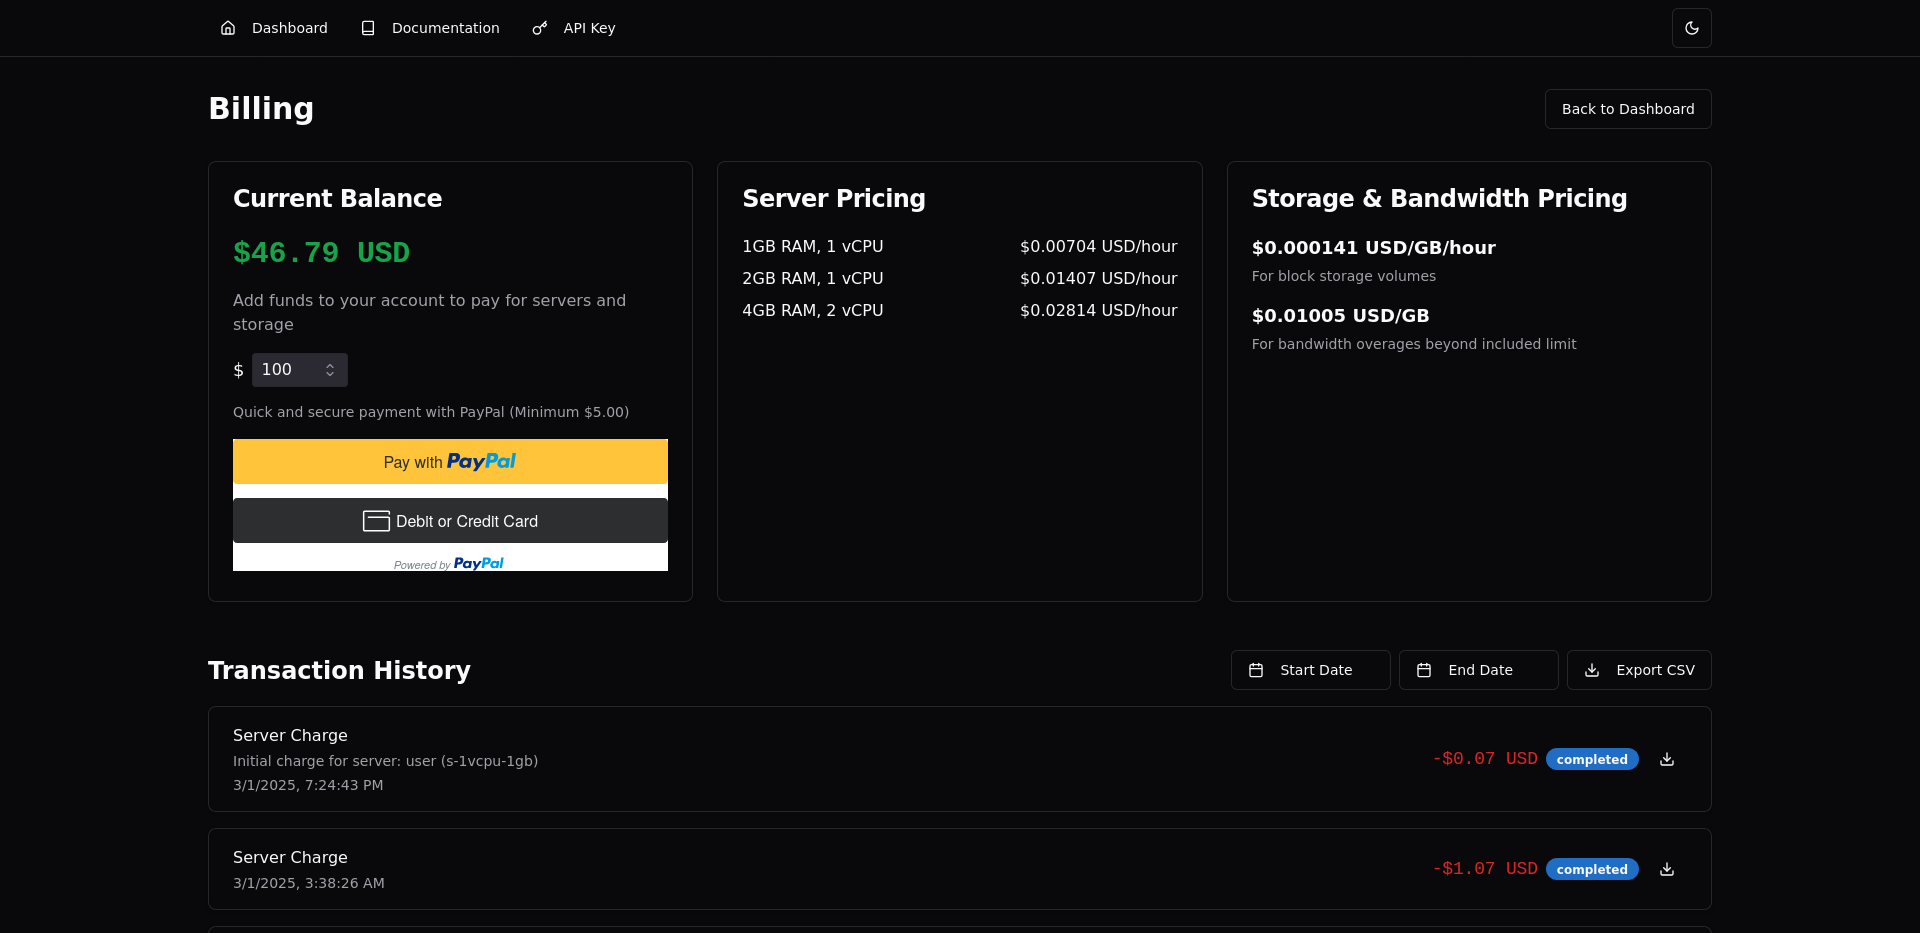 Dashboard
Documentation
API Key
Billing
Back to Dashboard
Current Balance
$46.79 USD
Add funds to your account to pay for servers and
storage
$ 100
Quick and secure payment with PayPal (Minimum $5.00)
Pay with PayPal
Debit or Credit Card
Powered by PayPal
Server Pricing
1GB RAM, 1 vCPU $0.00704 USD/hour
2GB RAM, 1 vCPU $0.01407 USD/hour
4GB RAM, 2 vCPU $0.02814 USD/hour
Storage & Bandwidth Pricing
$0.000141 USD/GB/hour
For block storage volumes
$0.01005 USD/GB
For bandwidth overages beyond included limit
Transaction History
Start Date
End Date
Export CSV
Server Charge
Initial charge for server: user (s-1vcpu-1gb)
3/1/2025, 7:24:43 PM
-$0.07 USD completed
Server Charge
3/1/2025, 3:38:26 AM
-$1.07 USD completed